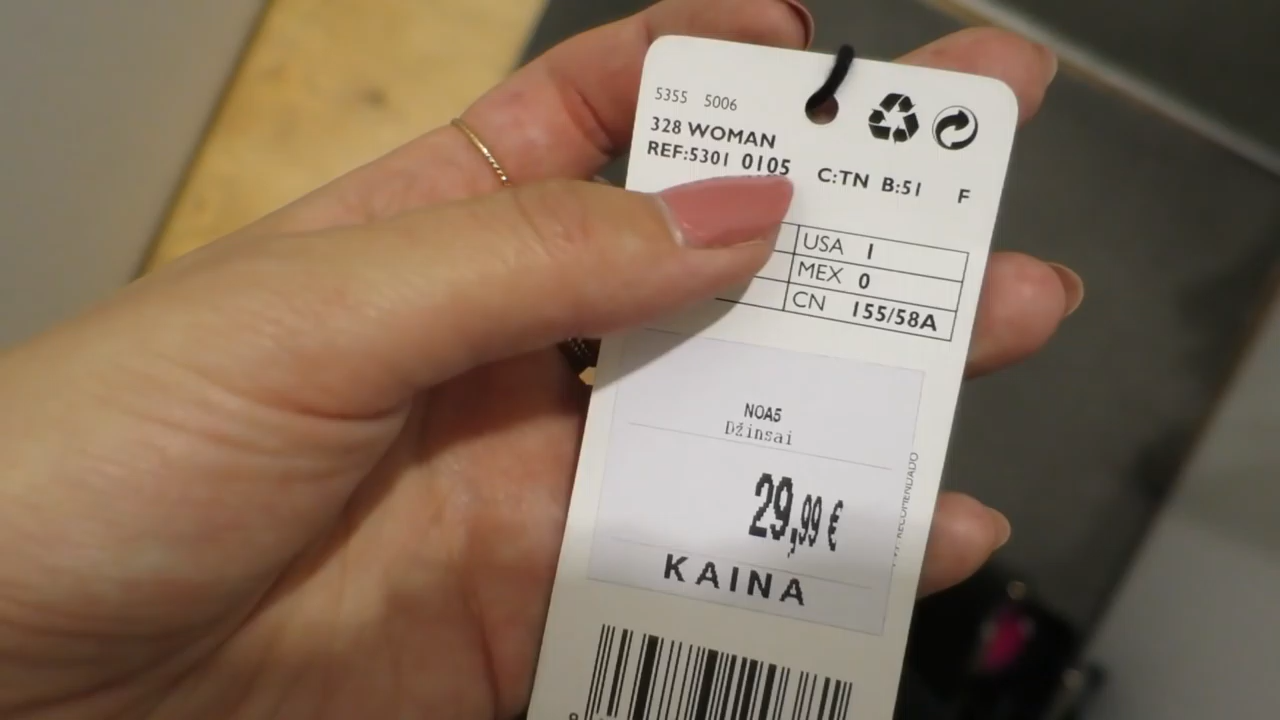 5355 5006
328 WOMAN
REF:5301 0105 C:TN B:51 F
USA 1
MEX 0
CN 155/58A
NOA5
Džinsai
29,99 €
KAINA
RECOMENDADO